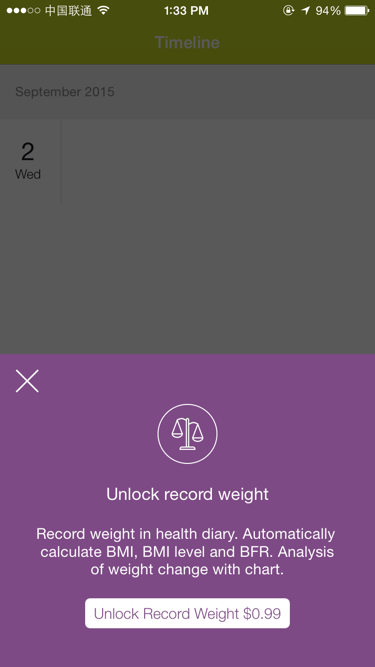 中国联通 1:33 PM 94%
Timeline
September 2015
2
Wed
Unlock record weight
Record weight in health diary. Automatically
calculate BMI, BMI level and BFR. Analysis
of weight change with chart.
Unlock Record Weight $0.99